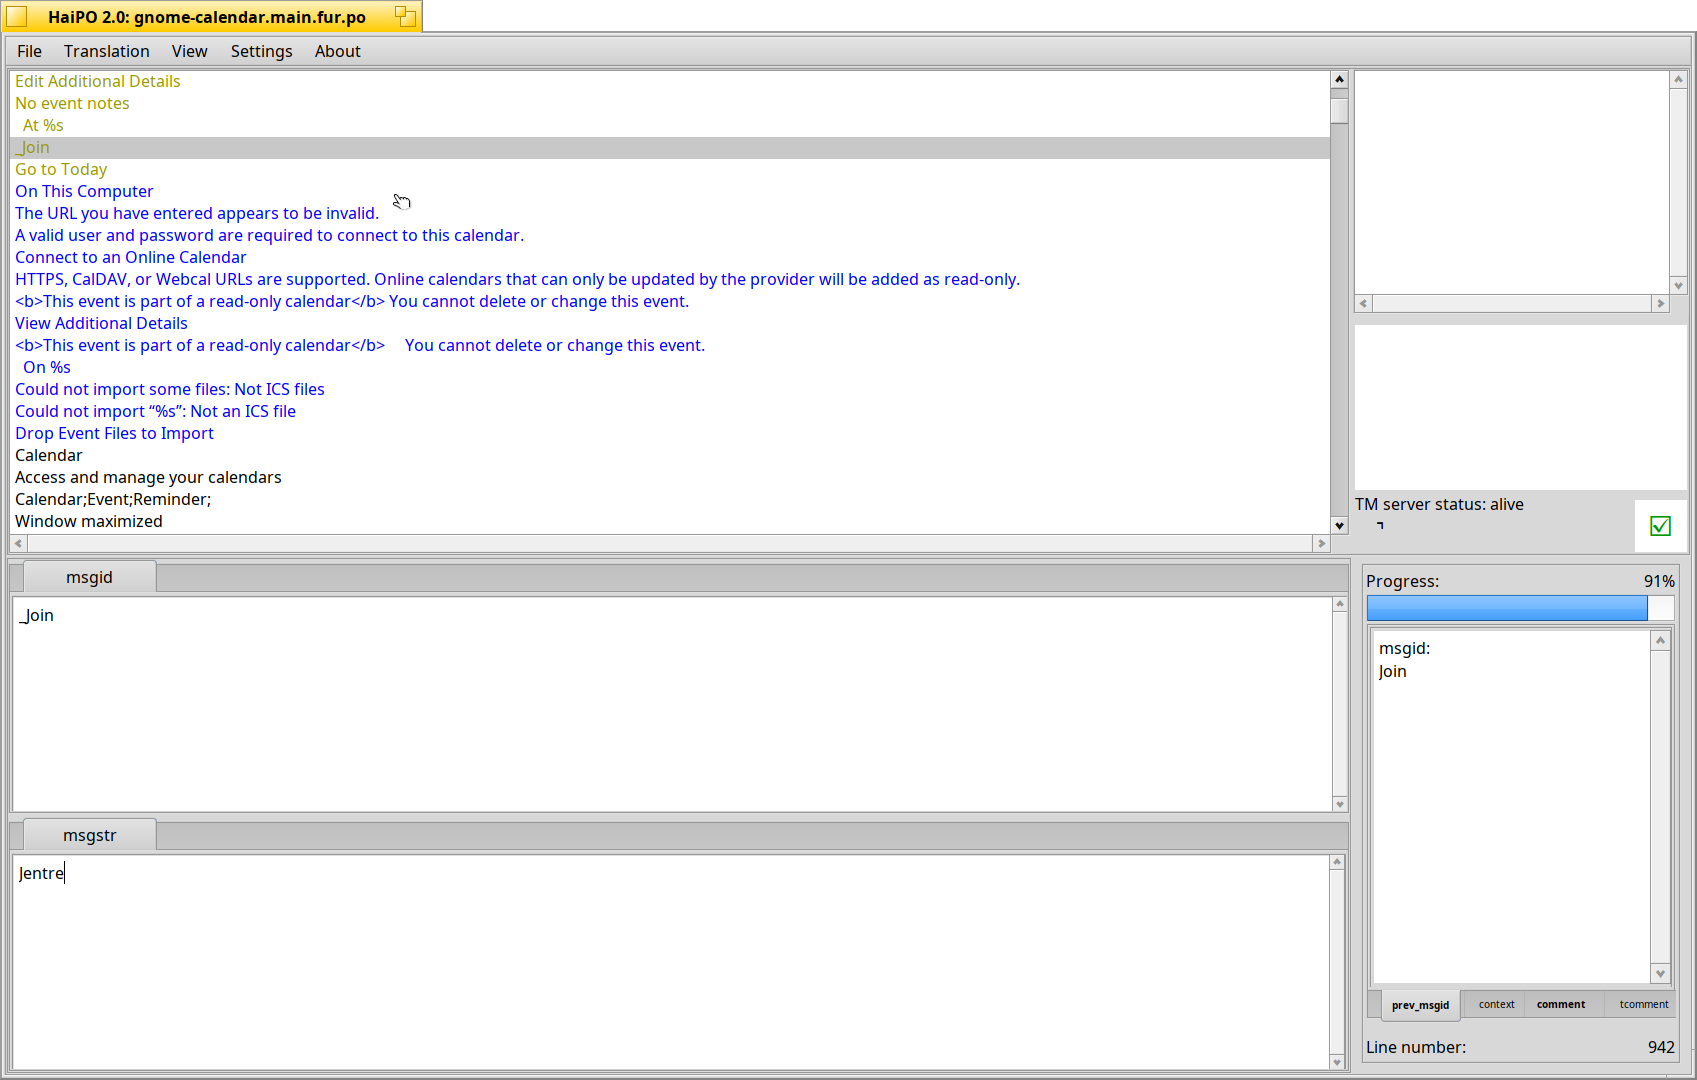 HaiPO 2.0: gnome-calendar.main.fur.po
File Translation View Settings About
Edit Additional Details
No event notes
At %s
_Join
Go to Today
On This Computer
The URL you have entered appears to be invalid.
A valid user and password are required to connect to this calendar.
Connect to an Online Calendar
HTTPS, CalDAV, or Webcal URLs are supported. Online calendars that can only be updated by the provider will be added as read-only.
<b>This event is part of a read-only calendar</b> You cannot delete or change this event.
View Additional Details
<b>This event is part of a read-only calendar</b>     You cannot delete or change this event.
On %s
Could not import some files: Not ICS files
Could not import “%s”: Not an ICS file
Drop Event Files to Import
Calendar
Access and manage your calendars
Calendar;Event;Reminder;
Window maximized
TM server status: alive
msgid
_Join
msgstr
Jentre
Progress: 91%
msgid:
Join
prev_msgid context comment tcomment
Line number: 942